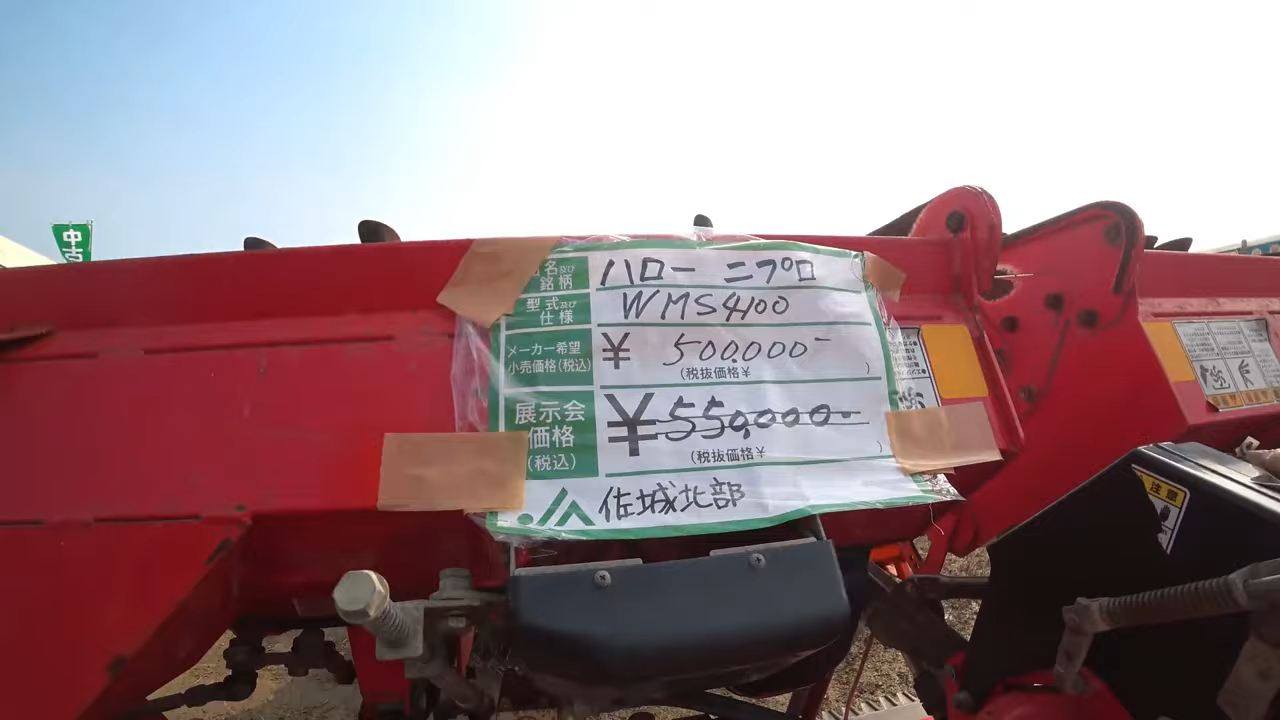 中古
品名及び銘柄 ハロー ニプロ
型式及び仕様 WMS4100
メーカー希望小売価格(税込) ¥ 500,000-
(税抜価格¥ )
展示会価格(税込) ¥550,000-
(税抜価格¥ )
JA 佐城北部
注意